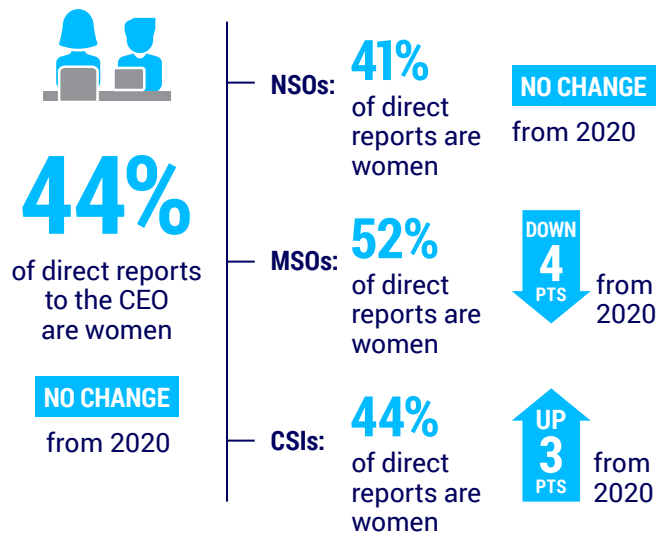 44%
of direct reports
to the CEO
are women
NO CHANGE
from 2020
NSOs:
41%
of direct
reports are
women
NO CHANGE
from 2020
MSOs:
52%
of direct
reports are
women
DOWN
4
PTS
from
2020
CSIs:
44%
of direct
reports are
women
UP
3
PTS
from
2020